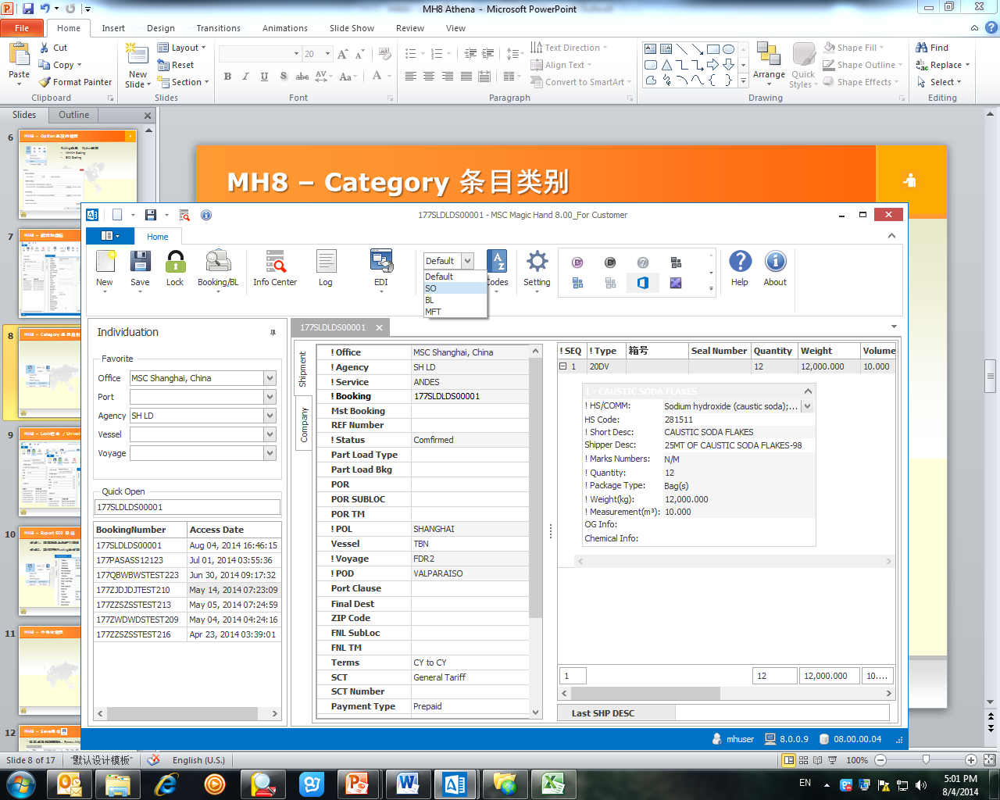 MH8 Athena - Microsoft PowerPoint
File Home Insert Design Transitions Animations Slide Show Review View
Paste
Cut
Copy
Format Painter
Clipboard
New Slide
Layout
Reset
Section
Slides
20
Font
Text Direction
Align Text
Convert to SmartArt
Paragraph
Arrange
Quick Styles
Shape Fill
Shape Outline
Shape Effects
Drawing
Find
Replace
Select
Editing
Slides Outline
6
7
8
9
10
11
12
MH8 – Category 条目类别
177SLDLDS00001 - MSC Magic Hand 8.00_For Customer
Home
New
Save
Lock
Booking/BL
Info Center
Log
EDI
Default
Default
SO
BL
MFT
Codes
Setting
Help
About
Individuation
Favorite
Office MSC Shanghai, China
Port
Agency SH LD
Vessel
Voyage
Quick Open
177SLDLDS00001
BookingNumber Access Date
177SLDLDS00001 Aug 04, 2014 16:46:15
177PASASS12123 Jul 01, 2014 03:55:36
177QBWBWSTEST223 Jun 30, 2014 09:17:32
177ZJDJDJTEST210 May 14, 2014 07:23:09
177ZZSZSSTEST213 May 05, 2014 07:24:59
177ZWDWDSTEST209 May 04, 2014 04:24:16
177ZZSZSSTEST216 Apr 23, 2014 03:39:01
177SLDLDS00001
Shipment
Company
! Office MSC Shanghai, China
! Agency SH LD
! Service ANDES
! Booking 177SLDLDS00001
Mst Booking
REF Number
! Status Comfirmed
Part Load Type
Part Load Bkg
POR
POR SUBLOC
POR TM
! POL SHANGHAI
Vessel TBN
! Voyage FDR2
! POD VALPARAISO
Port Clause
Final Dest
ZIP Code
FNL SubLoc
FNL TM
Terms CY to CY
SCT General Tariff
SCT Number
Payment Type Prepaid
! SEQ ! Type 箱号 Seal Number Quantity Weight Volume
1 20DV 12 12,000.000 10.000
1 - CAUSTIC SODA FLAKES
! HS/COMM: Sodium hydroxide (caustic soda);...
HS Code: 281511
! Short Desc: CAUSTIC SODA FLAKES
Shipper Desc: 25MT OF CAUSTIC SODA FLAKES-98
! Marks Numbers: N/M
! Quantity: 12
! Package Type: Bag(s)
! Weight(kg): 12,000.000
! Measurement(m³): 10.000
OG Info:
Chemical Info:
1 12 12,000.000 10....
Last SHP DESC
mhuser 8.0.0.9 08.00.00.04
Slide 8 of 17 "默认设计模板" English (U.S.) 100%
EN 5:01 PM
8/4/2014